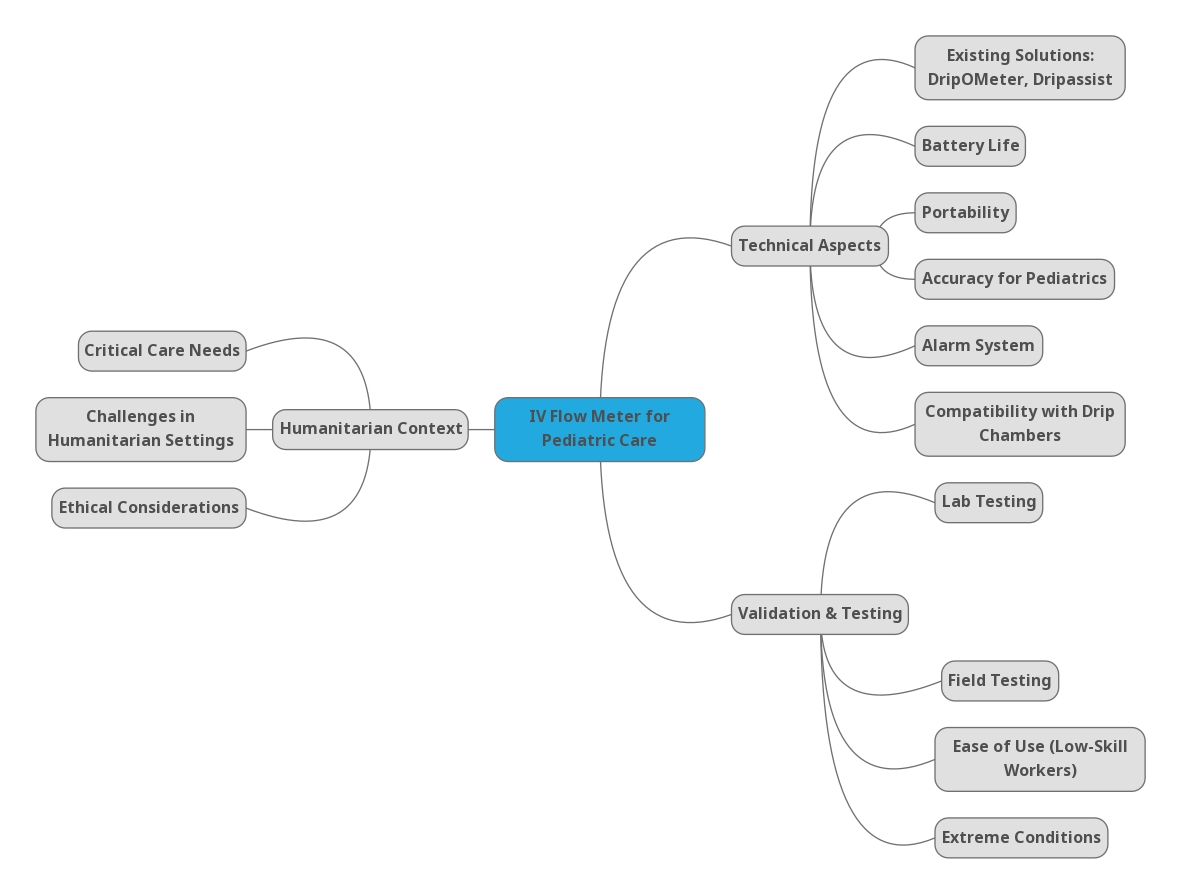 IV Flow Meter for
Pediatric Care
Technical Aspects
Existing Solutions:
DripOMeter, Dripassist
Battery Life
Portability
Accuracy for Pediatrics
Alarm System
Compatibility with Drip
Chambers
Validation & Testing
Lab Testing
Field Testing
Ease of Use (Low-Skill
Workers)
Extreme Conditions
Humanitarian Context
Critical Care Needs
Challenges in
Humanitarian Settings
Ethical Considerations